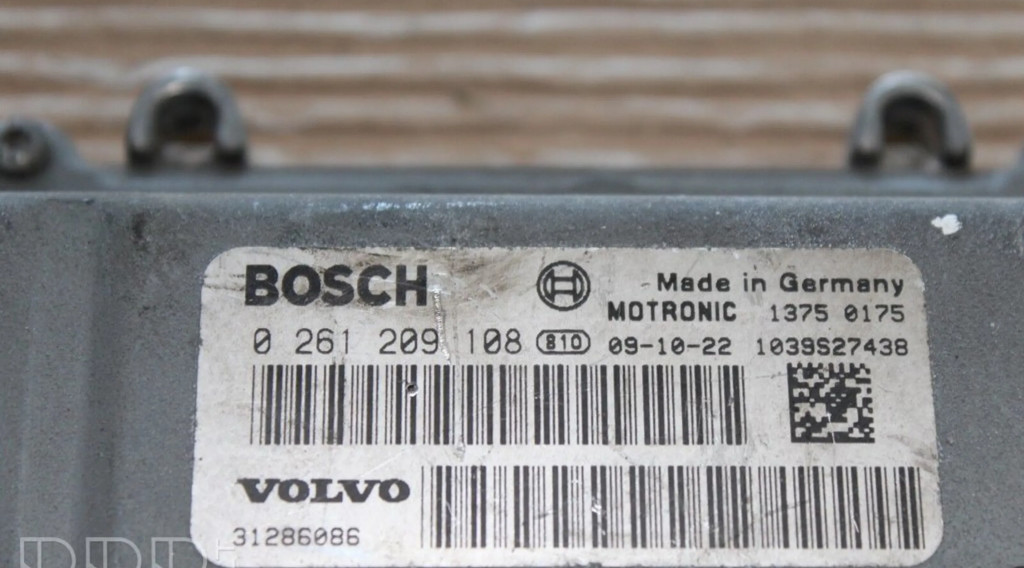 BOSCH Made in Germany
MOTRONIC 1375 0175
0 261 209 108 810 09-10-22 1039S27438
VOLVO
31286086